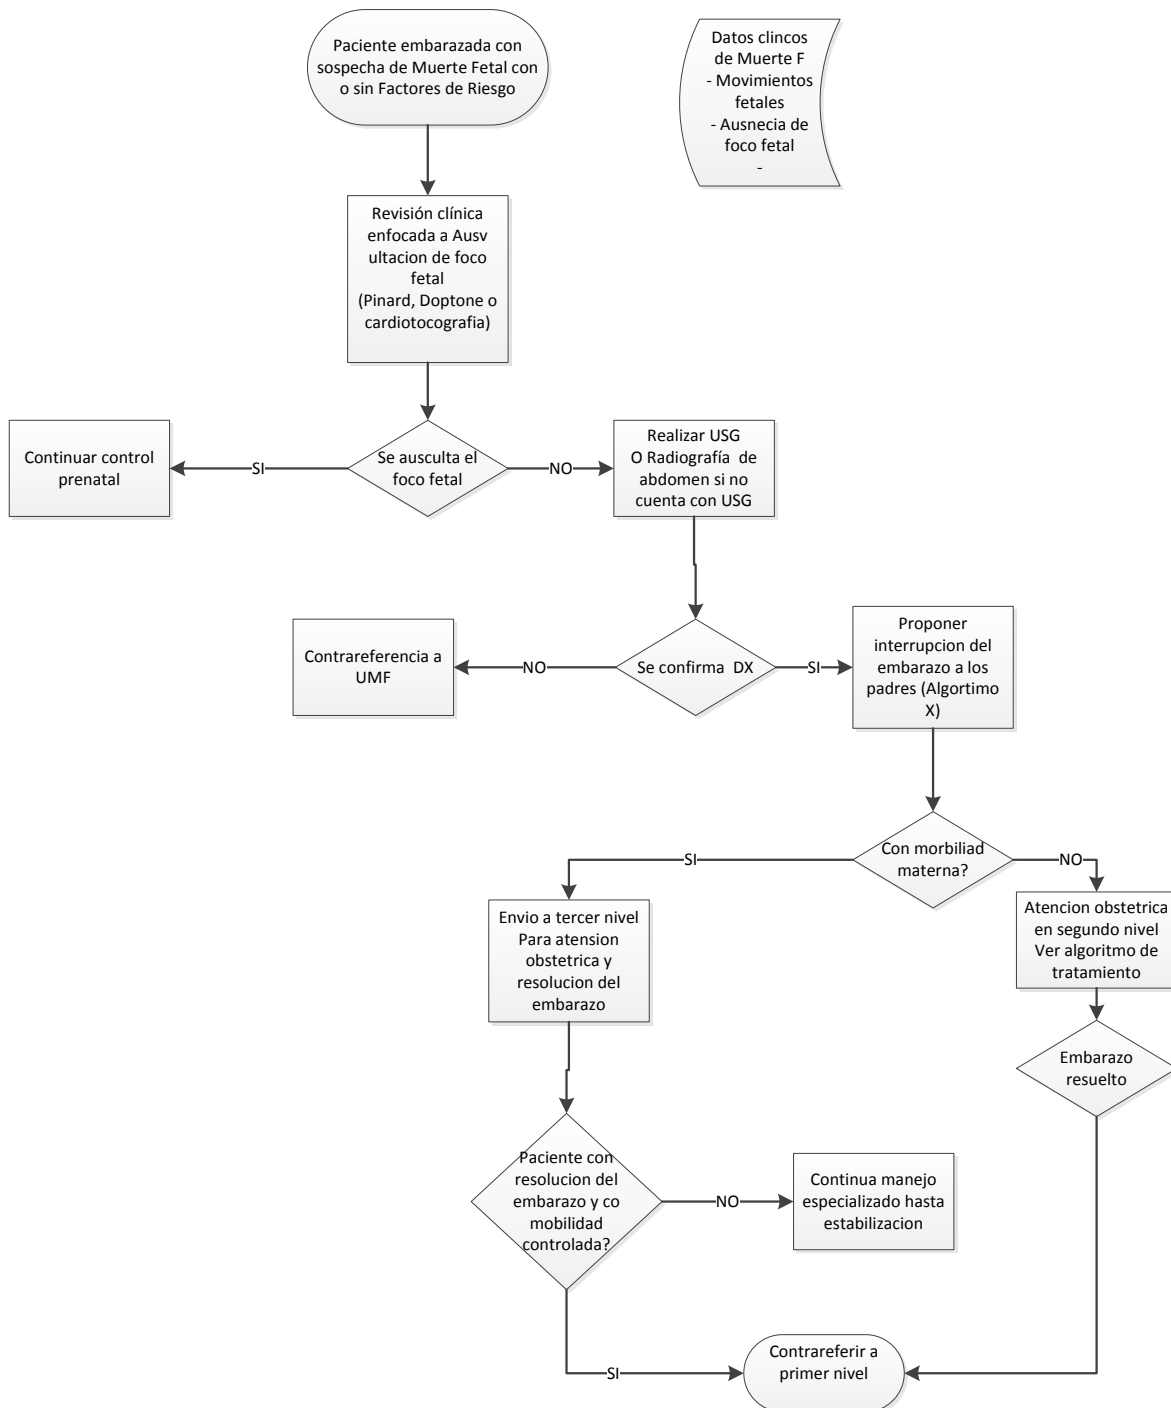 Paciente embarazada con
sospecha de Muerte Fetal con
o sin Factores de Riesgo
Datos clincos
de Muerte F
- Movimientos
fetales
- Ausnecia de
foco fetal
-
Revisión clínica
enfocada a Ausv
ultacion de foco
fetal
(Pinard, Doptone o
cardiotocografia)
Continuar control
prenatal
SI
Se ausculta el
foco fetal
NO
Realizar USG
O Radiografía de
abdomen si no
cuenta con USG
Contrareferencia a
UMF
NO
Se confirma DX
SI
Proponer
interrupcion del
embarazo a los
padres (Algortimo
X)
SI
Con morbiliad
materna?
NO
Envio a tercer nivel
Para atension
obstetrica y
resolucion del
embarazo
Atencion obstetrica
en segundo nivel
Ver algoritmo de
tratamiento
Embarazo
resuelto
Paciente con
resolucion del
embarazo y co
mobilidad
controlada?
NO
Continua manejo
especializado hasta
estabilizacion
SI
Contrareferir a
primer nivel